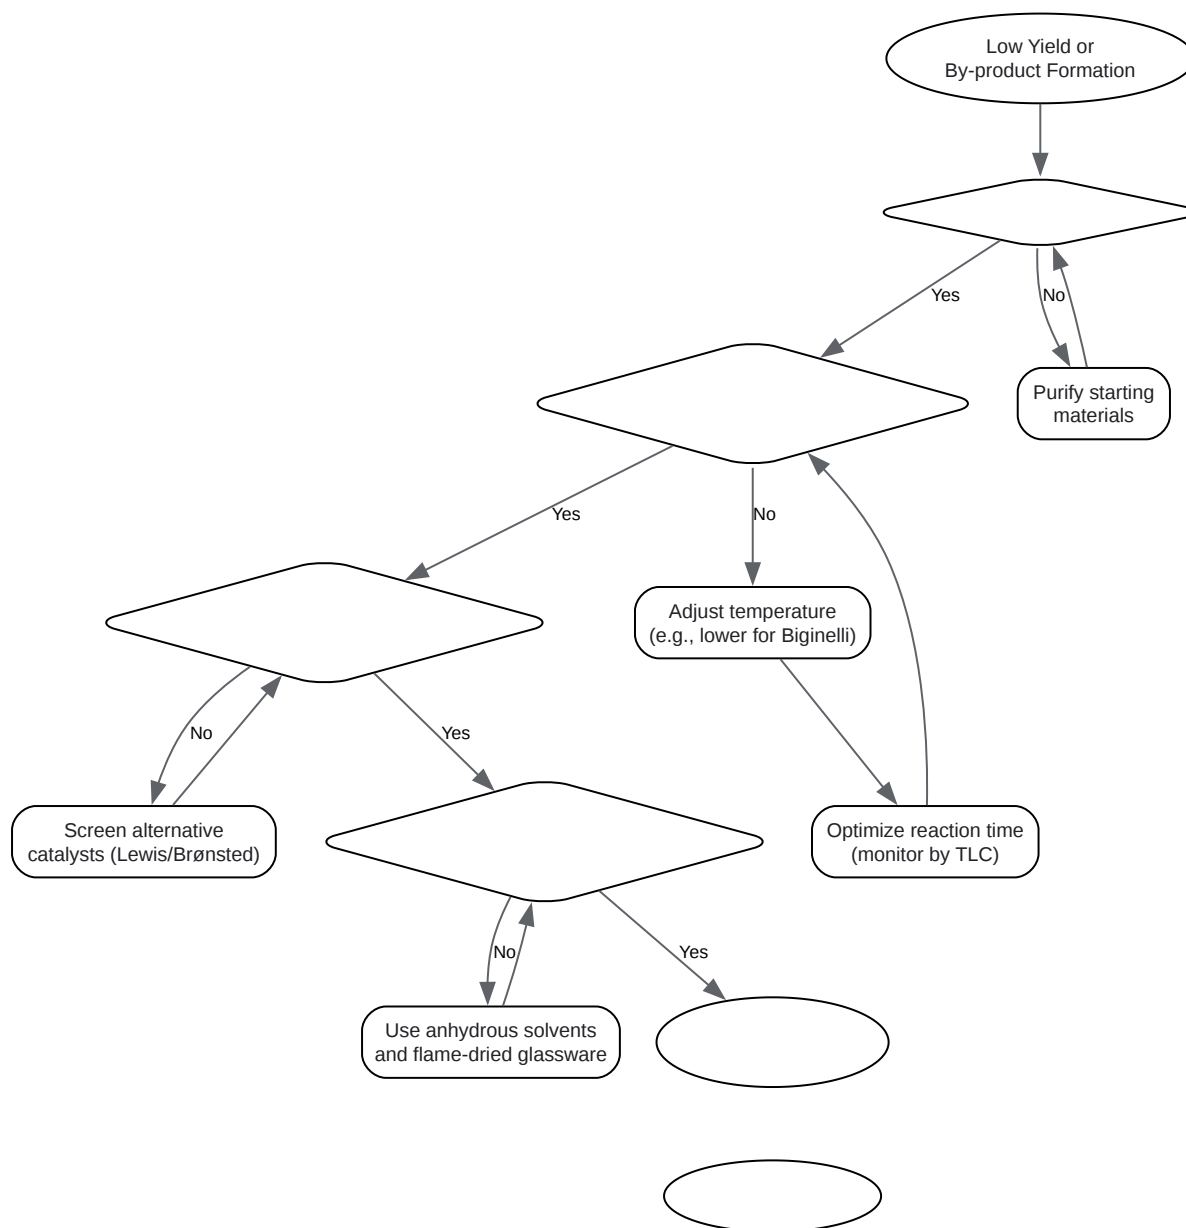 Low Yield or
By-product Formation
Yes
No
Purify starting
materials
Yes
No
Adjust temperature
(e.g., lower for Biginelli)
No
Yes
Screen alternative
catalysts (Lewis/Brønsted)
Optimize reaction time
(monitor by TLC)
No
Yes
Use anhydrous solvents
and flame-dried glassware